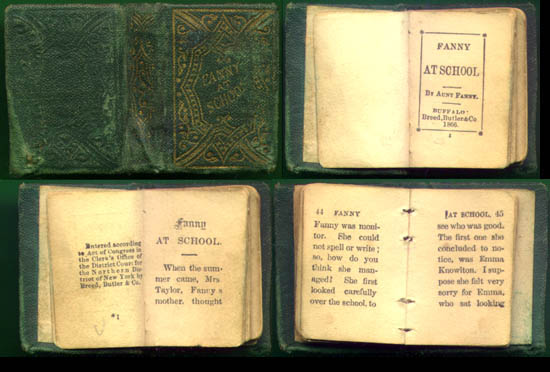 FANNY
AT
SCHOOL
FANNY
AT SCHOOL
BY AUNT FANNY.
BUFFALO:
Breed, Butler & Co
1866.
Entered according
to Act of Congress in
the Clerk's Office of
the District Court for
the Northern Dis
trict of New York by
Breed, Butler & Co.
*1
Fanny
AT SCHOOL.
When the sum-
mer came, Mrs.
Taylor, Fanny s
mother, thought
44 FANNY
Fanny was moni-
tor. She could
not spell or write;
so, how do you
think she man-
aged? She first
looked carefully
over the school, to
AT SCHOOL, 45
see who was good.
The first one she
concluded to no-
tice, was Emma
Knowlton. I sup-
pose she felt very
sorry for Emma,
who sat looking